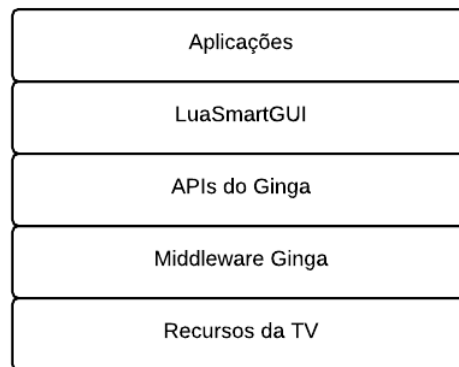 Aplicações
LuaSmartGUI
APIs do Ginga
Middleware Ginga
Recursos da TV